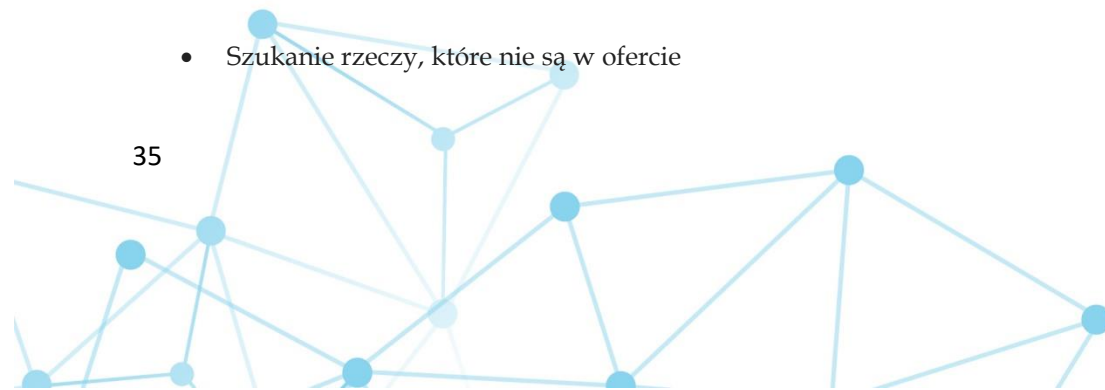 • Szukanie rzeczy, które nie są w ofercie
35